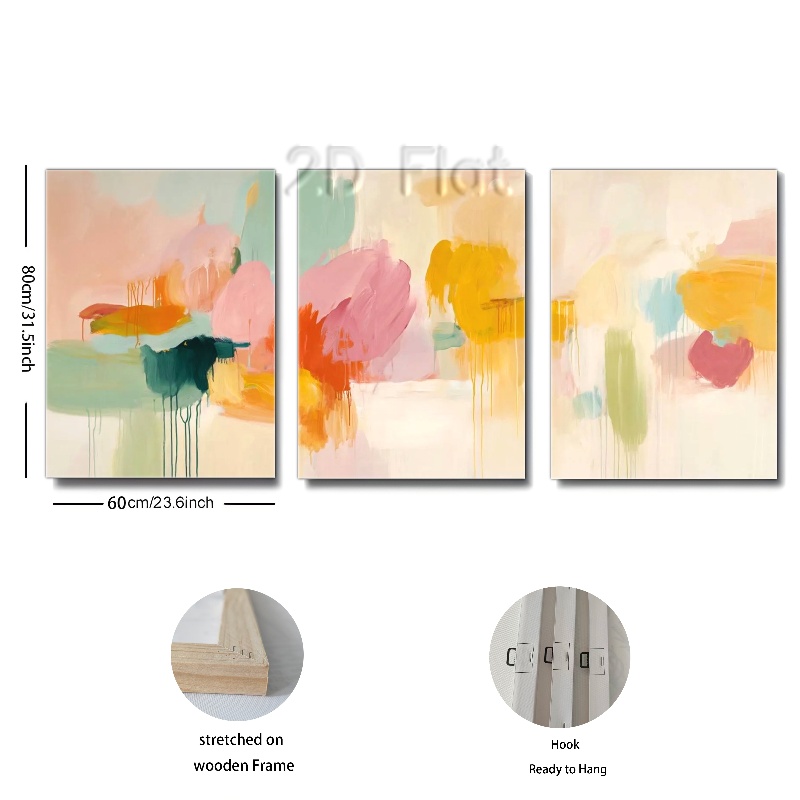 2D Flat
80cm/31.5inch
60cm/23.6inch
stretched on
wooden Frame
Hook
Ready to Hang